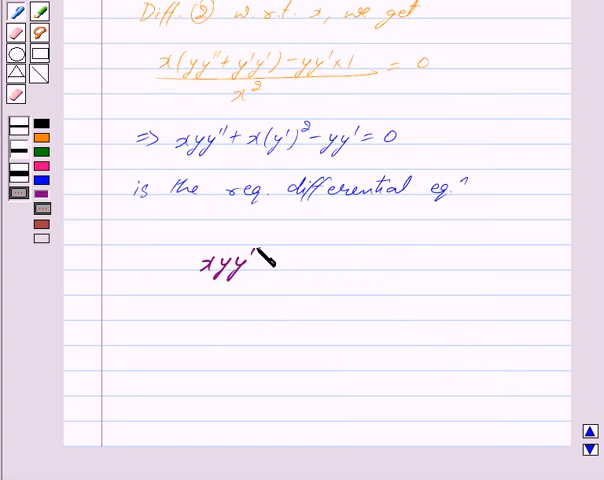 Diff. (2) w.r.t. x, we get
x(yy''+y'y')-yy'×1 / x² = 0
=> xyy''+x(y')²-yy'=0
is the req. differential eq.ⁿ
xyy'